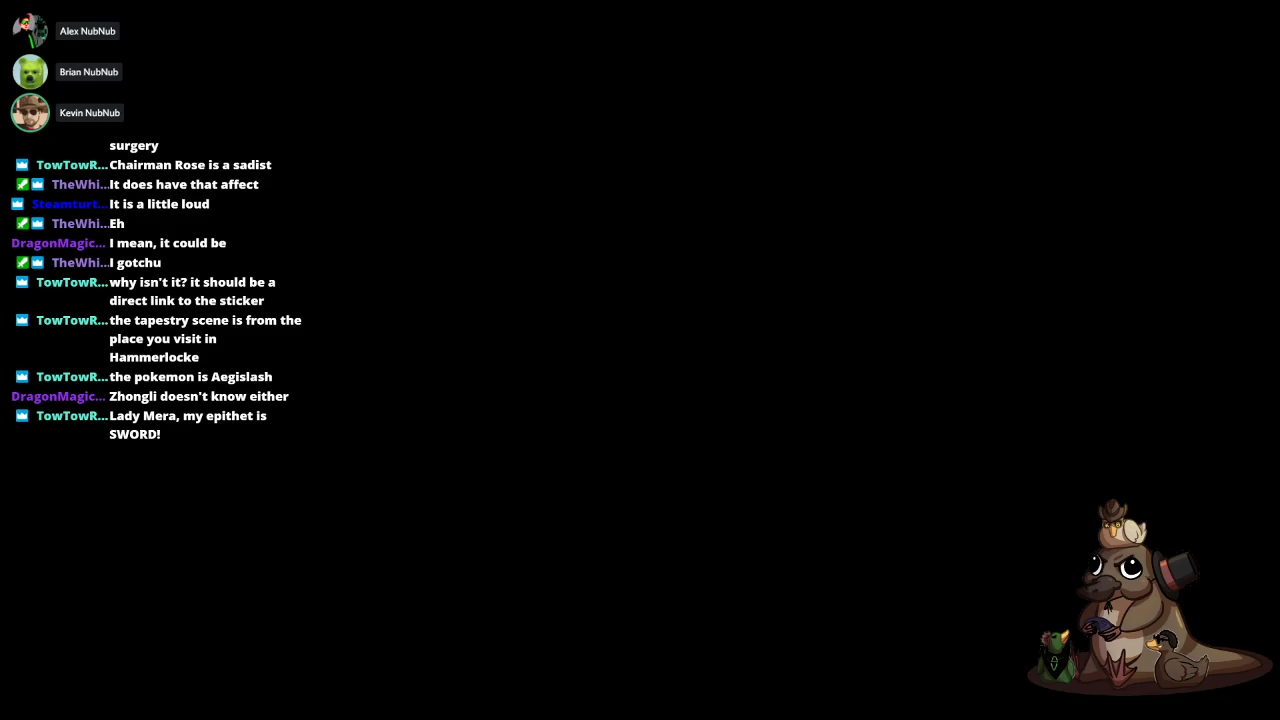 Alex NubNub
Brian NubNub
Kevin NubNub
surgery
TowTowR... Chairman Rose is a sadist
TheWhi... It does have that affect
Steamturt... It is a little loud
TheWhi... Eh
DragonMagic... I mean, it could be
TheWhi... I gotchu
TowTowR... why isn't it? it should be a
direct link to the sticker
TowTowR... the tapestry scene is from the
place you visit in
Hammerlocke
TowTowR... the pokemon is Aegislash
DragonMagic... Zhongli doesn't know either
TowTowR... Lady Mera, my epithet is
SWORD!